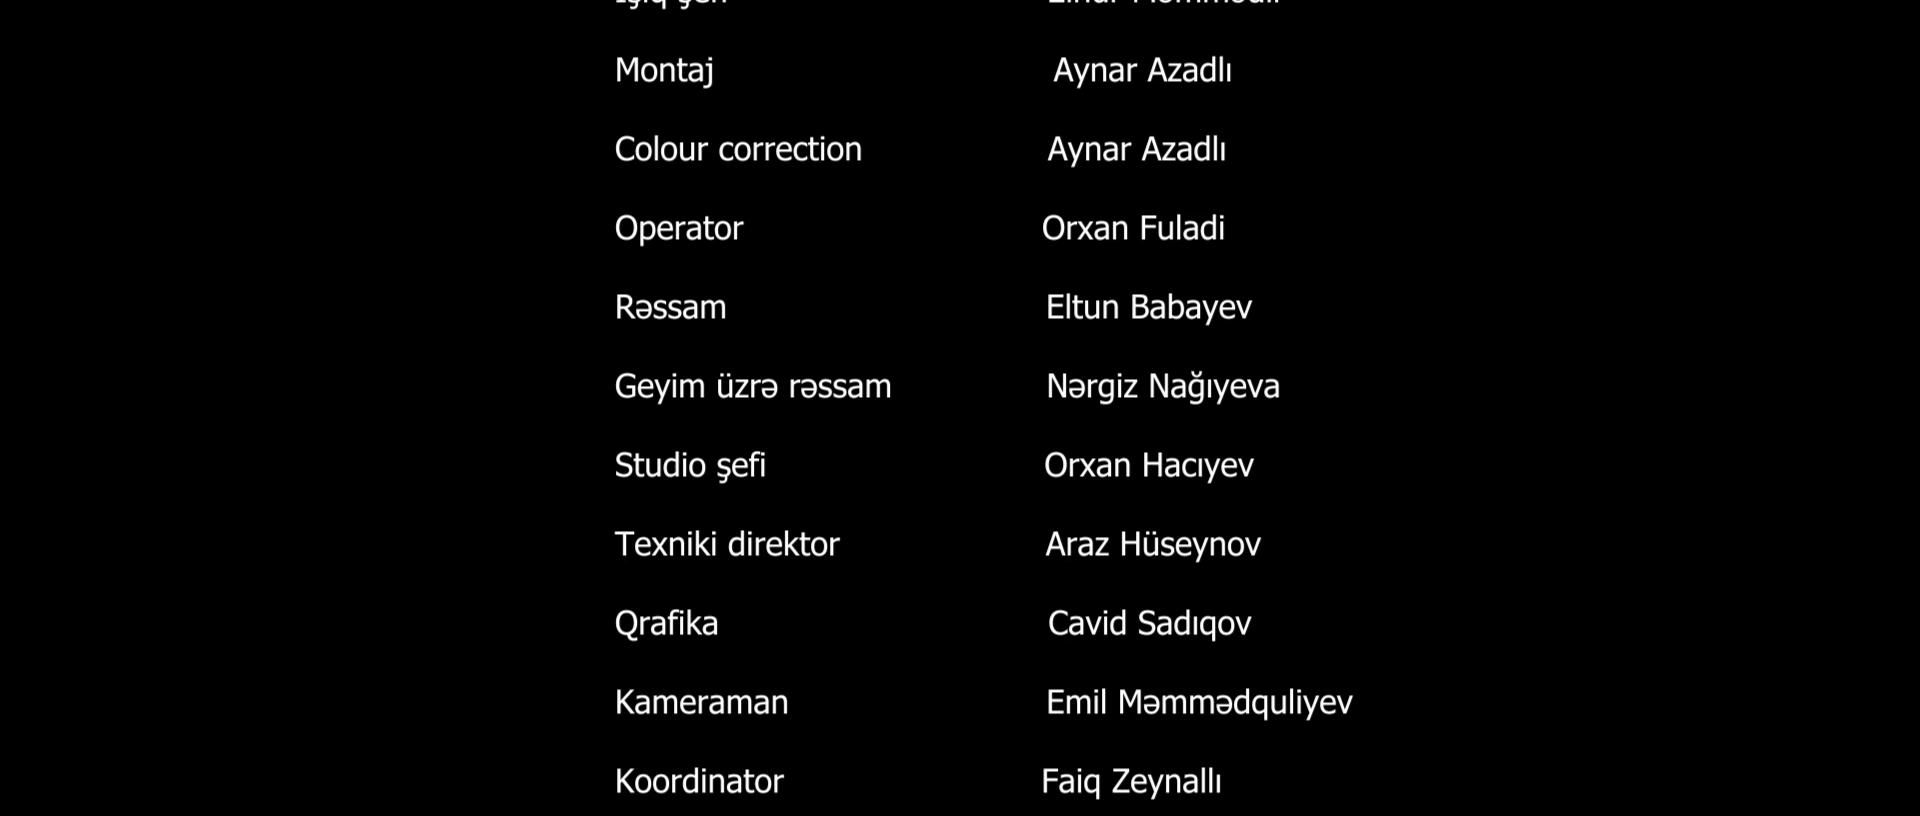 Montaj Aynar Azadlı
Colour correction Aynar Azadlı
Operator Orxan Fuladi
Rəssam Eltun Babayev
Geyim üzrə rəssam Nərgiz Nağıyeva
Studio şefi Orxan Hacıyev
Texniki direktor Araz Hüseynov
Qrafika Cavid Sadıqov
Kameraman Emil Məmmədquliyev
Koordinator Faiq Zeynallı